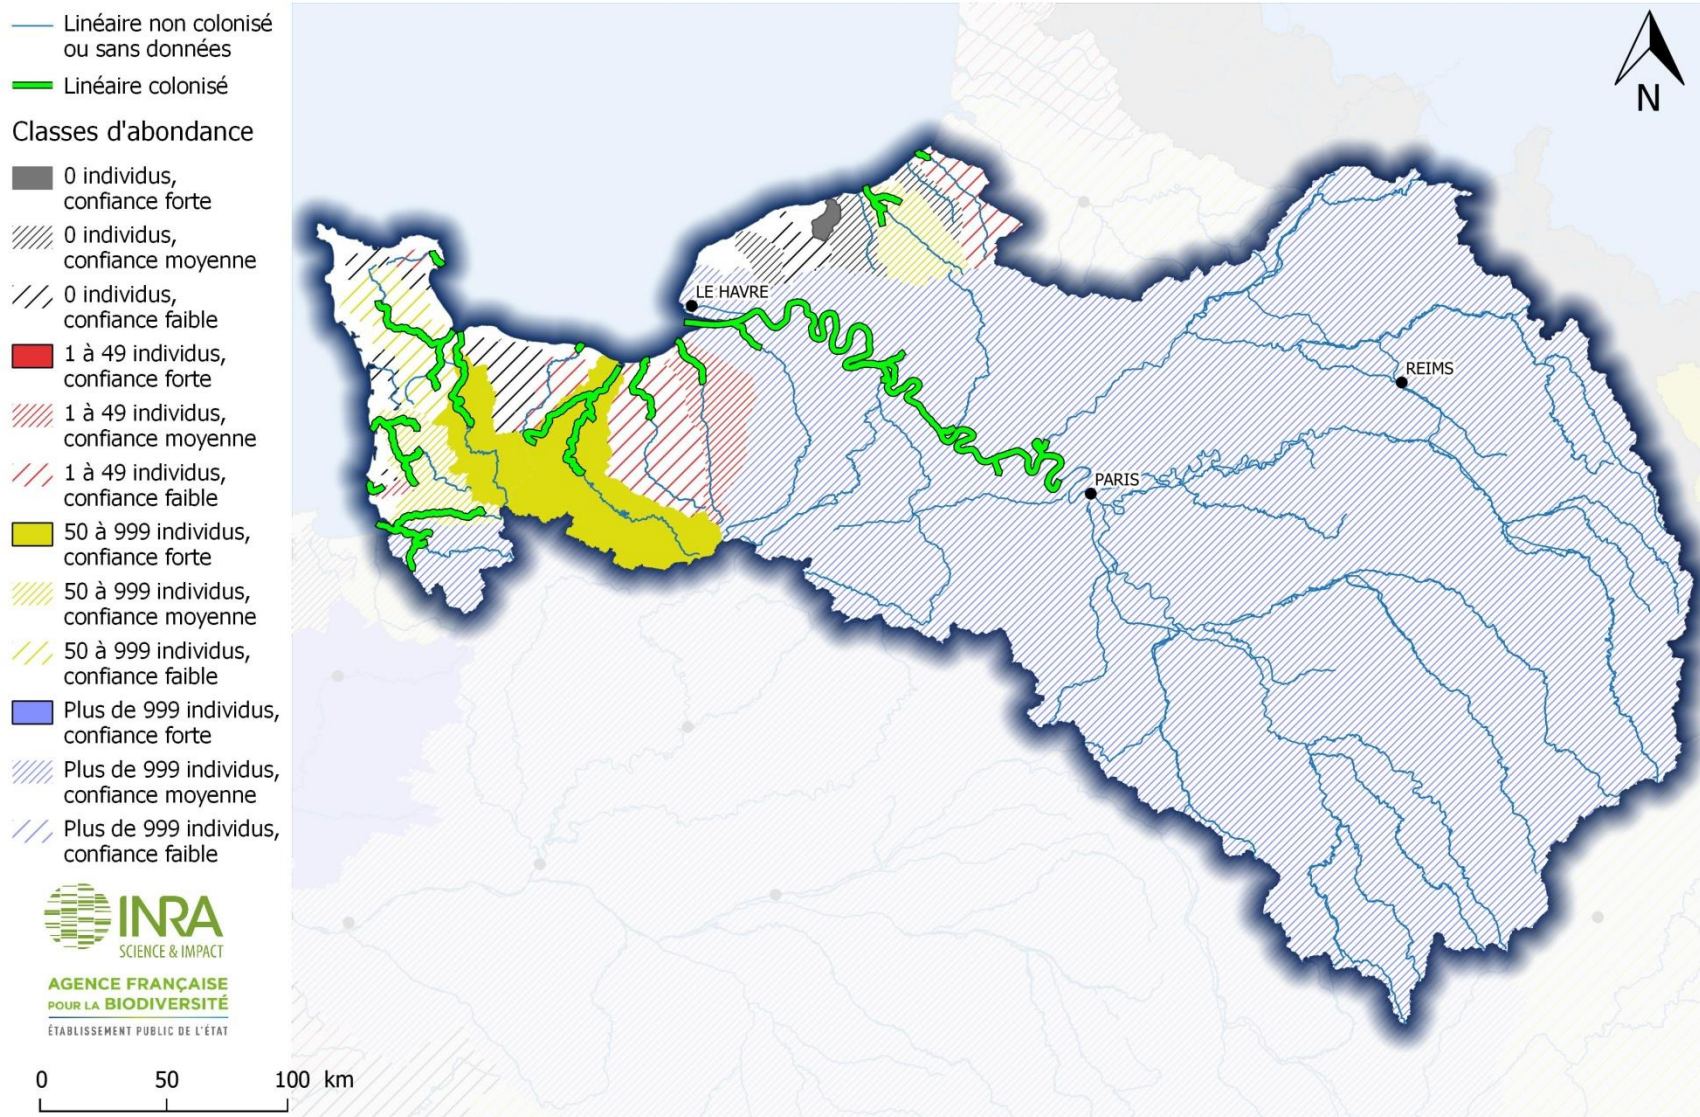 Linéaire non colonisé
ou sans données
Linéaire colonisé
Classes d'abondance
0 individus,
confiance forte
0 individus,
confiance moyenne
0 individus,
confiance faible
1 à 49 individus,
confiance forte
1 à 49 individus,
confiance moyenne
1 à 49 individus,
confiance faible
50 à 999 individus,
confiance forte
50 à 999 individus,
confiance moyenne
50 à 999 individus,
confiance faible
Plus de 999 individus,
confiance forte
Plus de 999 individus,
confiance moyenne
Plus de 999 individus,
confiance faible
INRA
SCIENCE & IMPACT
AGENCE FRANÇAISE
POUR LA BIODIVERSITÉ
ÉTABLISSEMENT PUBLIC DE L'ÉTAT
0 50 100 km
N
LE HAVRE
REIMS
PARIS